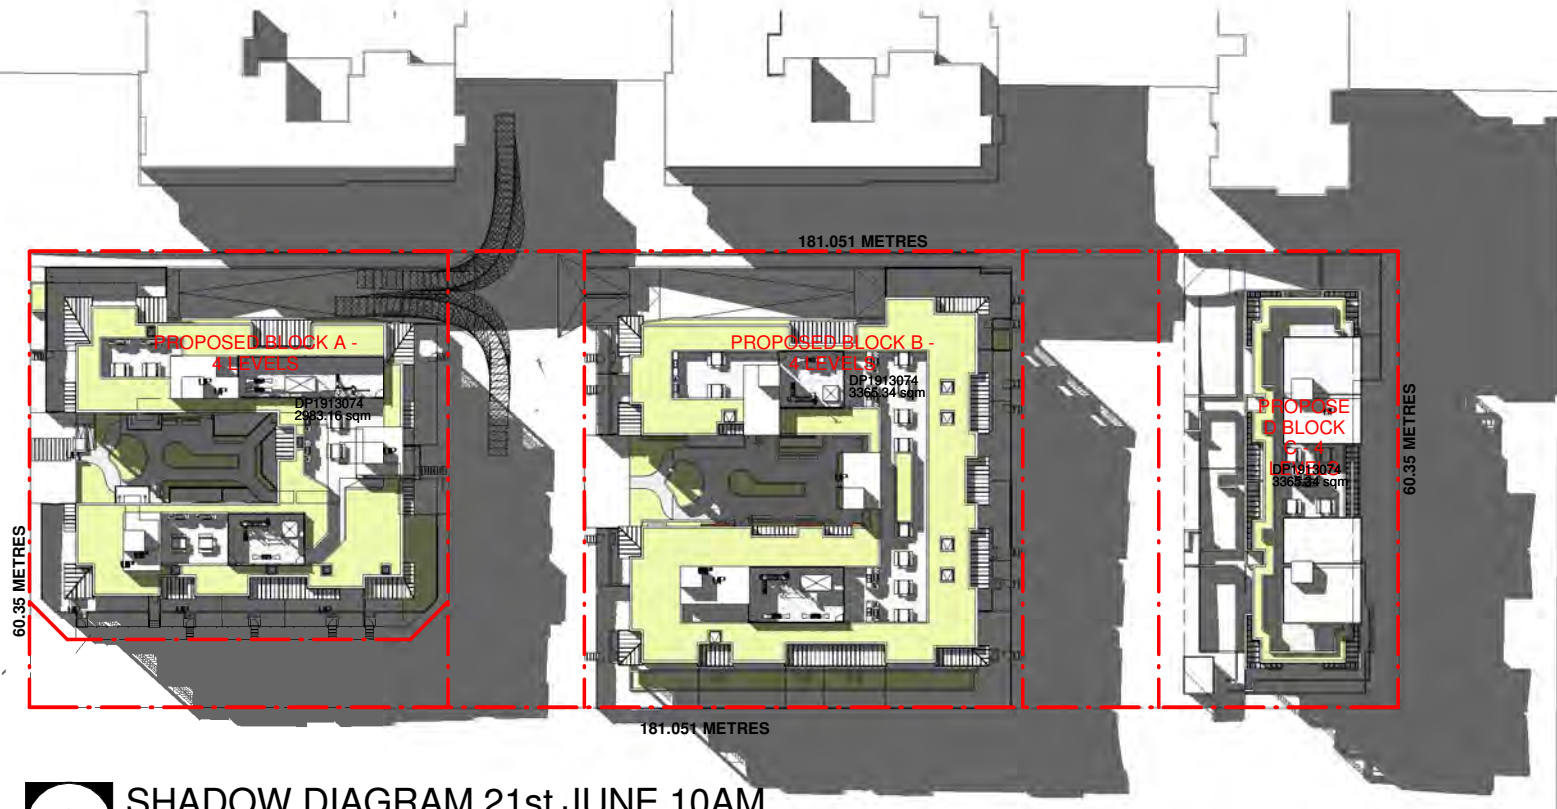 181.051 METRES
PROPOSED BLOCK A -
4 LEVELS
DP1913074
2983.16 sqm
PROPOSED BLOCK B -
4 LEVELS
DP1913074
3365.34 sqm
PROPOSE
D BLOCK
C - 4
LEVELS
DP1913074
3365.34 sqm
60.35 METRES
60.35 METRES
181.051 METRES
SHADOW DIAGRAM 21st JUNE 10AM